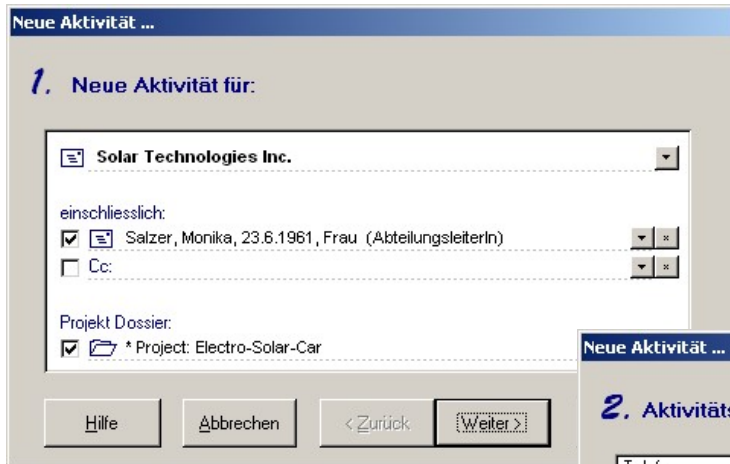 Neue Aktivität ...
1. Neue Aktivität für:
Solar Technologies Inc.
einschliesslich:
Salzer, Monika, 23.6.1961, Frau (AbteilungsleiterIn)
Cc:
Projekt Dossier:
* Project: Electro-Solar-Car
Hilfe Abbrechen < Zurück Weiter >
Neue Aktivität ...
2. Aktivitäts